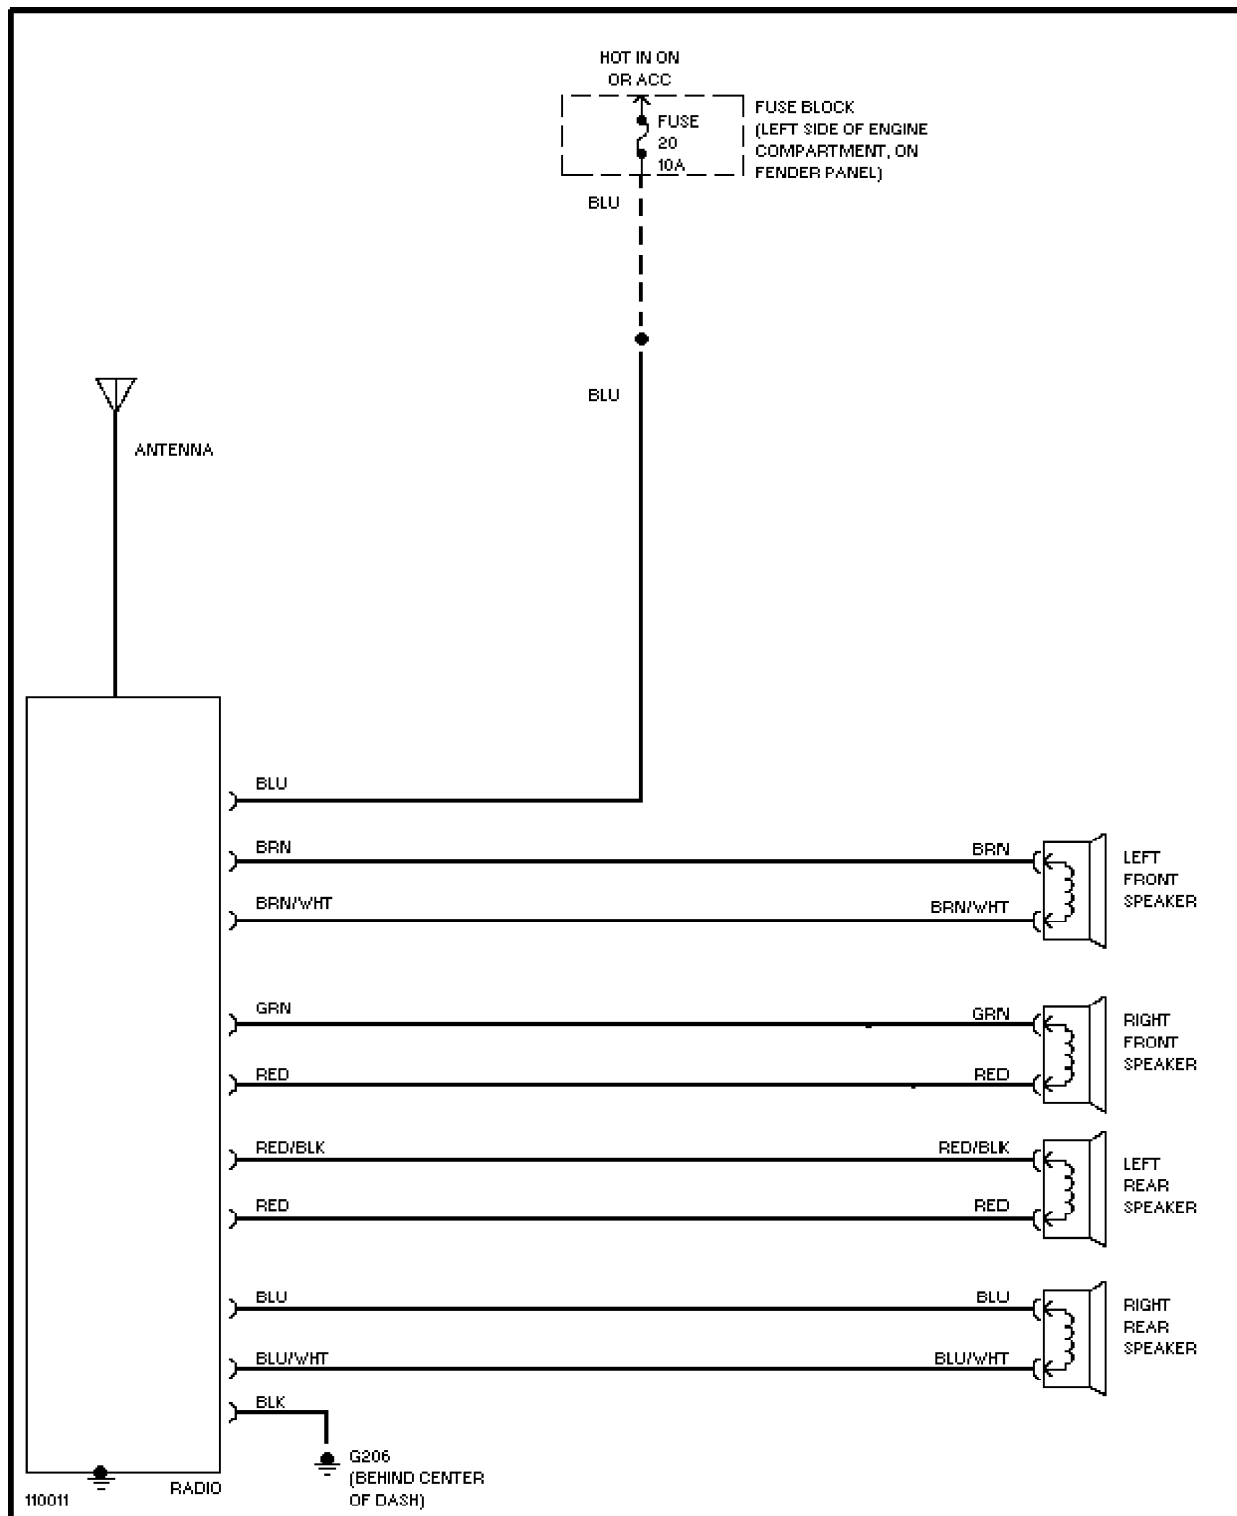 HOT IN ON
OR ACC
FUSE
20
10A
FUSE BLOCK
(LEFT SIDE OF ENGINE
COMPARTMENT, ON
FENDER PANEL)
BLU
BLU
ANTENNA
BLU
BRN
BRN
LEFT
FRONT
SPEAKER
BRN/WHT
BRN/WHT
GRN
GRN
RIGHT
FRONT
SPEAKER
RED
RED
RED/BLK
RED/BLK
LEFT
REAR
SPEAKER
RED
RED
BLU
BLU
RIGHT
REAR
SPEAKER
BLU/WHT
BLU/WHT
BLK
G206
(BEHIND CENTER
OF DASH)
RADIO
110011